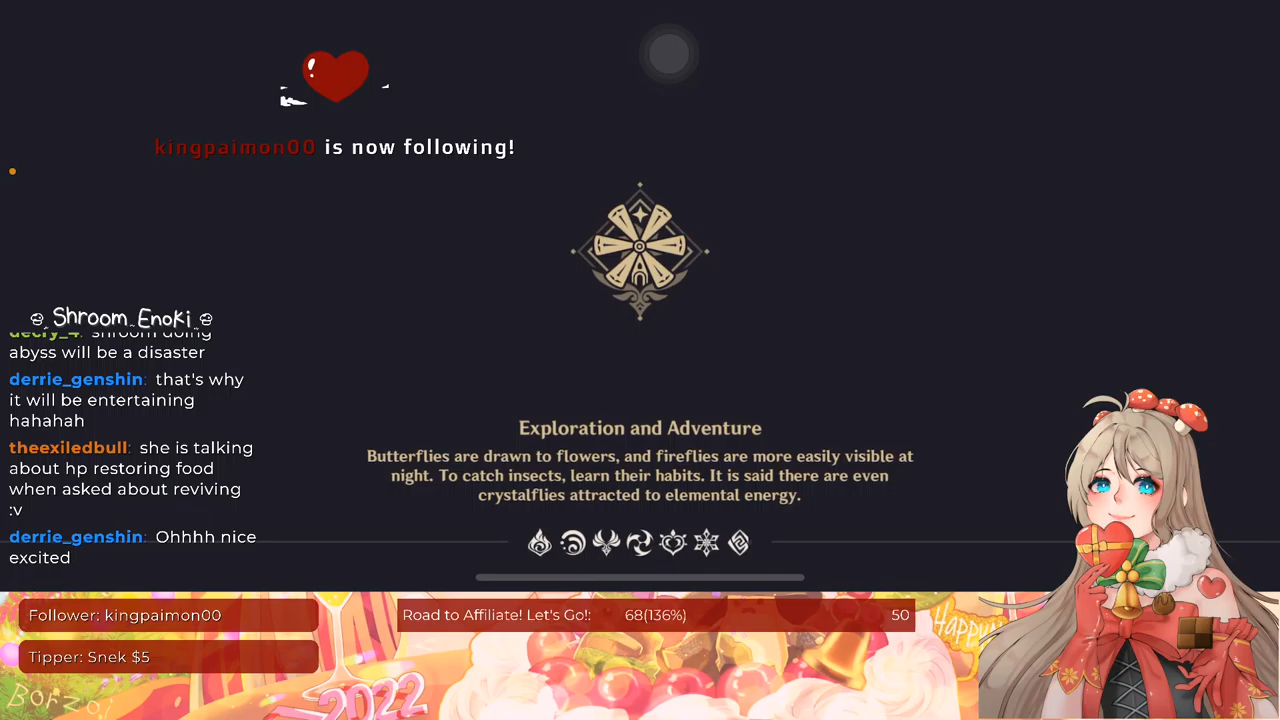 kingpaimon00 is now following!
Shroom_Enoki
decry_4: shroom doing
abyss will be a disaster
derrie_genshin: that's why
it will be entertaining
hahahah
theexiledbull: she is talking
about hp restoring food
when asked about reviving
:v
derrie_genshin: Ohhhh nice
excited
Exploration and Adventure
Butterflies are drawn to flowers, and fireflies are more easily visible at
night. To catch insects, learn their habits. It is said there are even
crystalflies attracted to elemental energy.
Follower: kingpaimon00
Road to Affiliate! Let's Go!: 68(136%) 50
Tipper: Snek $5
Happy
2022